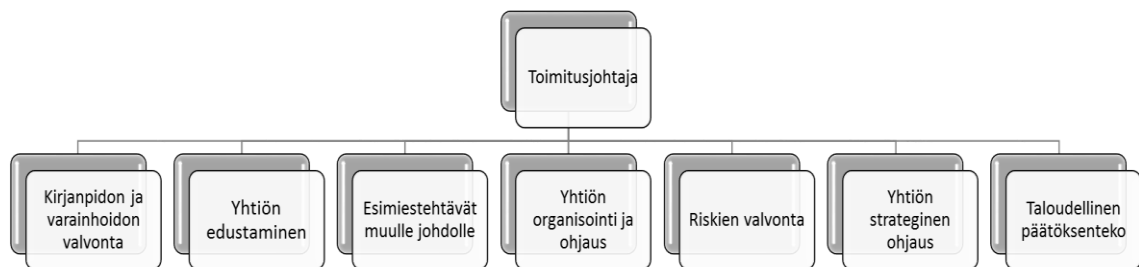 Toimitusjohtaja
Kirjanpidon ja
varainhoidon
valvonta
Yhtiön
edustaminen
Esimiestehtävät
muulle johdolle
Yhtiön
organisointi ja
ohjaus
Riskien valvonta
Yhtiön
strateginen
ohjaus
Taloudellinen
päätöksenteko